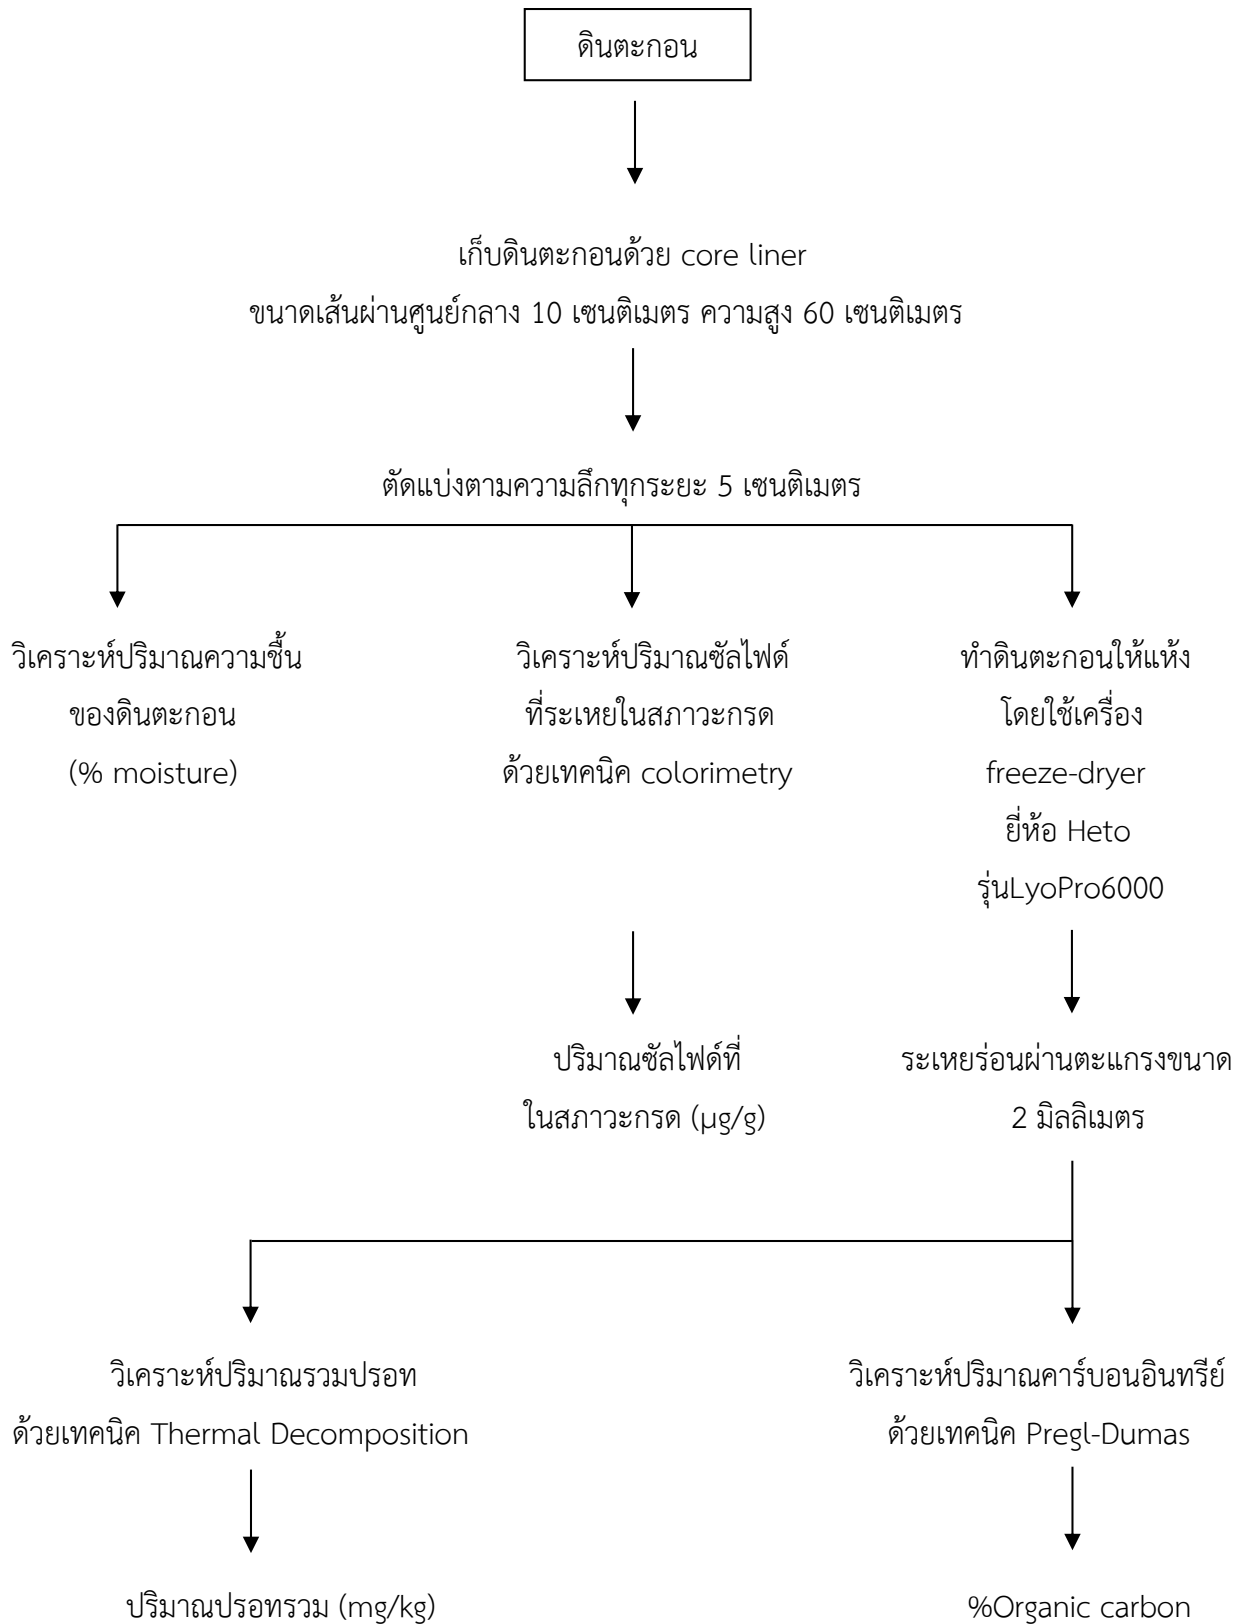 ดินตะกอน
เก็บดินตะกอนด้วย core liner
ขนาดเส้นผ่านศูนย์กลาง 10 เซนติเมตร ความสูง 60 เซนติเมตร
ตัดแบ่งตามความลึกทุกระยะ 5 เซนติเมตร
วิเคราะห์ปริมาณความชื้น
ของดินตะกอน
(% moisture)
วิเคราะห์ปริมาณซัลไฟด์
ที่ระเหยในสภาวะกรด
ด้วยเทคนิค colorimetry
ทำดินตะกอนให้แห้ง
โดยใช้เครื่อง
freeze-dryer
ยี่ห้อ Heto
รุ่นLyoPro6000
ปริมาณซัลไฟด์ที่
ในสภาวะกรด (µg/g)
ระเหยร่อนผ่านตะแกรงขนาด
2 มิลลิเมตร
วิเคราะห์ปริมาณรวมปรอท
ด้วยเทคนิค Thermal Decomposition
วิเคราะห์ปริมาณคาร์บอนอินทรีย์
ด้วยเทคนิค Pregl-Dumas
ปริมาณปรอทรวม (mg/kg)
%Organic carbon